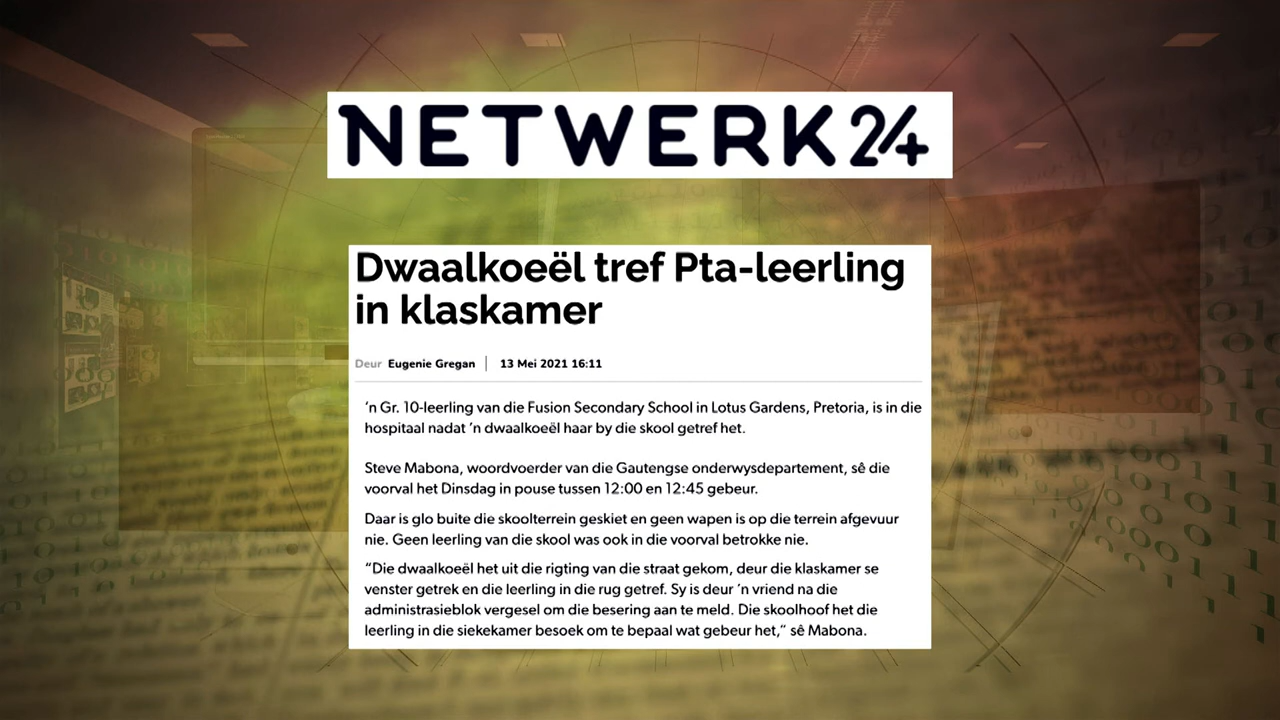 NETWERK24
Dwaalkoeël tref Pta-leerling
in klaskamer
Deur Eugenie Gregan | 13 Mei 2021 16:11
’n Gr. 10-leerling van die Fusion Secondary School in Lotus Gardens, Pretoria, is in die
hospitaal nadat ’n dwaalkoeël haar by die skool getref het.
Steve Mabona, woordvoerder van die Gautengse onderwysdepartement, sê die
voorval het Dinsdag in pouse tussen 12:00 en 12:45 gebeur.
Daar is glo buite die skoolterrein geskiet en geen wapen is op die terrein afgevuur
nie. Geen leerling van die skool was ook in die voorval betrokke nie.
“Die dwaalkoeël het uit die rigting van die straat gekom, deur die klaskamer se
venster getrek en die leerling in die rug getref. Sy is deur ’n vriend na die
administrasieblok vergesel om die besering aan te meld. Die skoolhoof het die
leerling in die siekekamer besoek om te bepaal wat gebeur het,” sê Mabona.